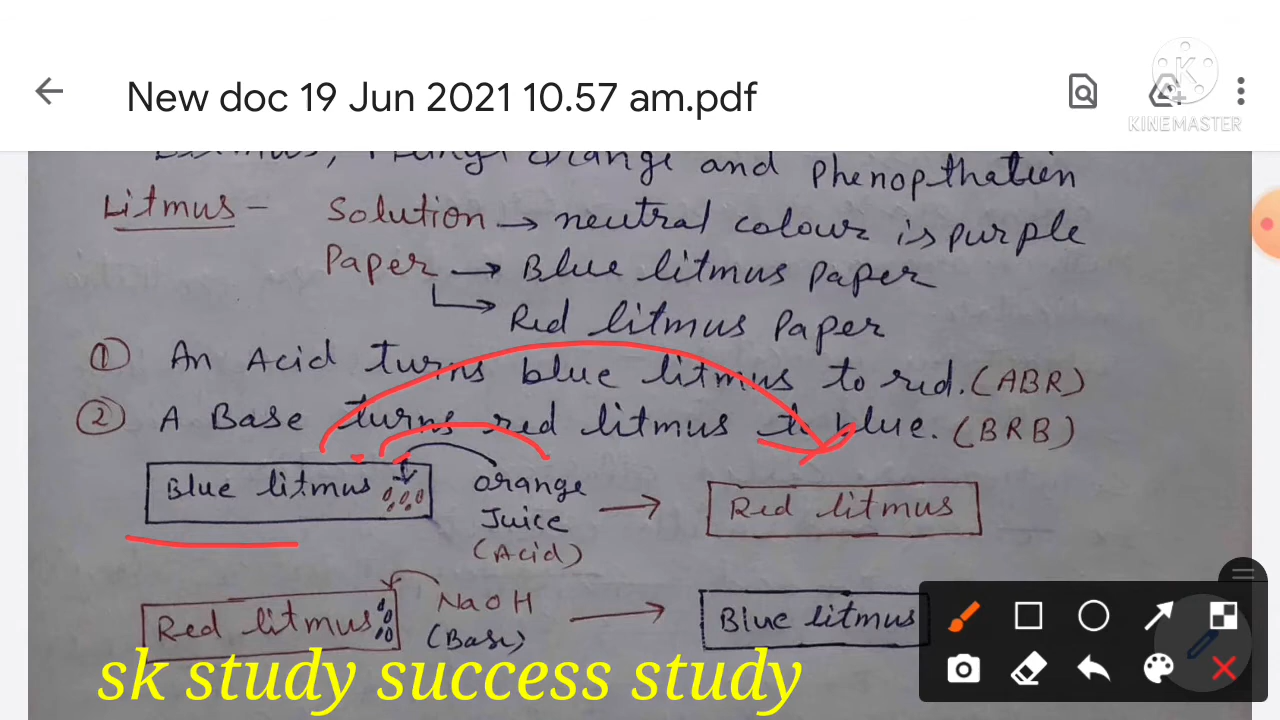 New doc 19 Jun 2021 10.57 am.pdf
KINEMASTER
orange and Phenopthalien
Litmus - Solution → neutral colour is purple
Paper → Blue litmus Paper
↳ Red litmus Paper
① An Acid turns blue litmus to red. (ABR)
② A Base turns red litmus to blue. (BRB)
Blue litmus orange Juice (Acid) → Red litmus
Red litmus NaOH (Base) → Blue litmus
sk study success study